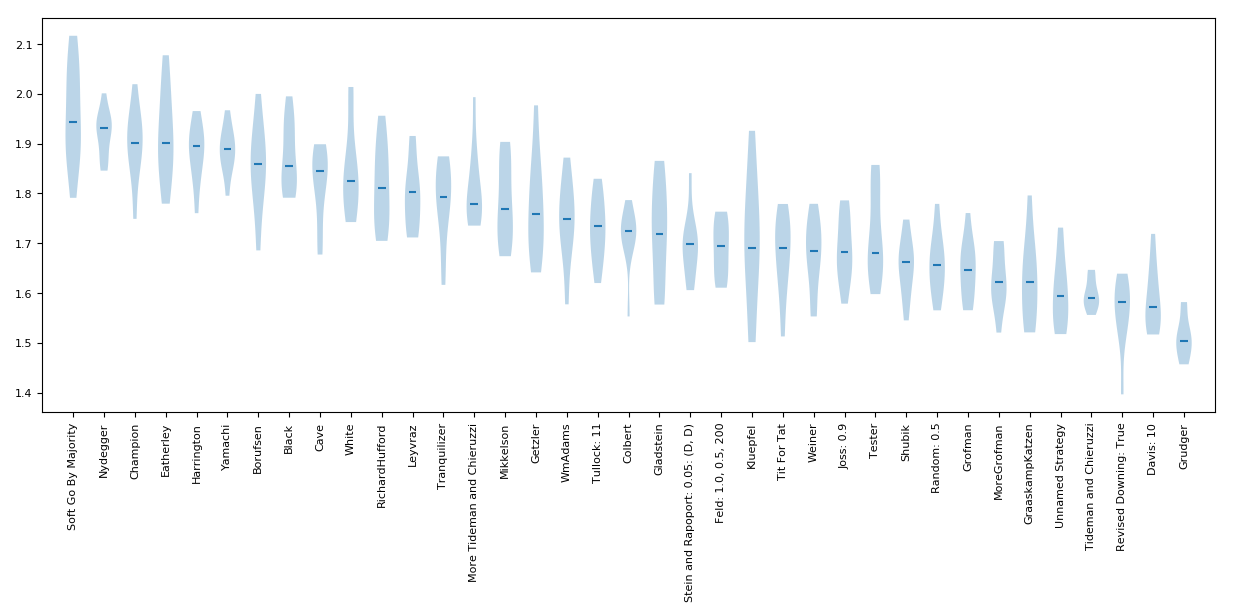 2.1
2.0
1.9
1.8
1.7
1.6
1.5
1.4
Soft Go By Majority
Nydegger
Champion
Eatherley
Harrington
Yamachi
Borufsen
Black
Cave
White
RichardHufford
Leyvraz
Tranquilizer
More Tideman and Chieruzzi
Mikkelson
Getzler
WmAdams
Tullock: 11
Colbert
Gladstein
Stein and Rapoport: 0.05: (D, D)
Feld: 1.0, 0.5, 200
Kluepfel
Tit For Tat
Weiner
Joss: 0.9
Tester
Shubik
Random: 0.5
Grofman
MoreGrofman
GraaskampKatzen
Unnamed Strategy
Tideman and Chieruzzi
Revised Downing: True
Davis: 10
Grudger